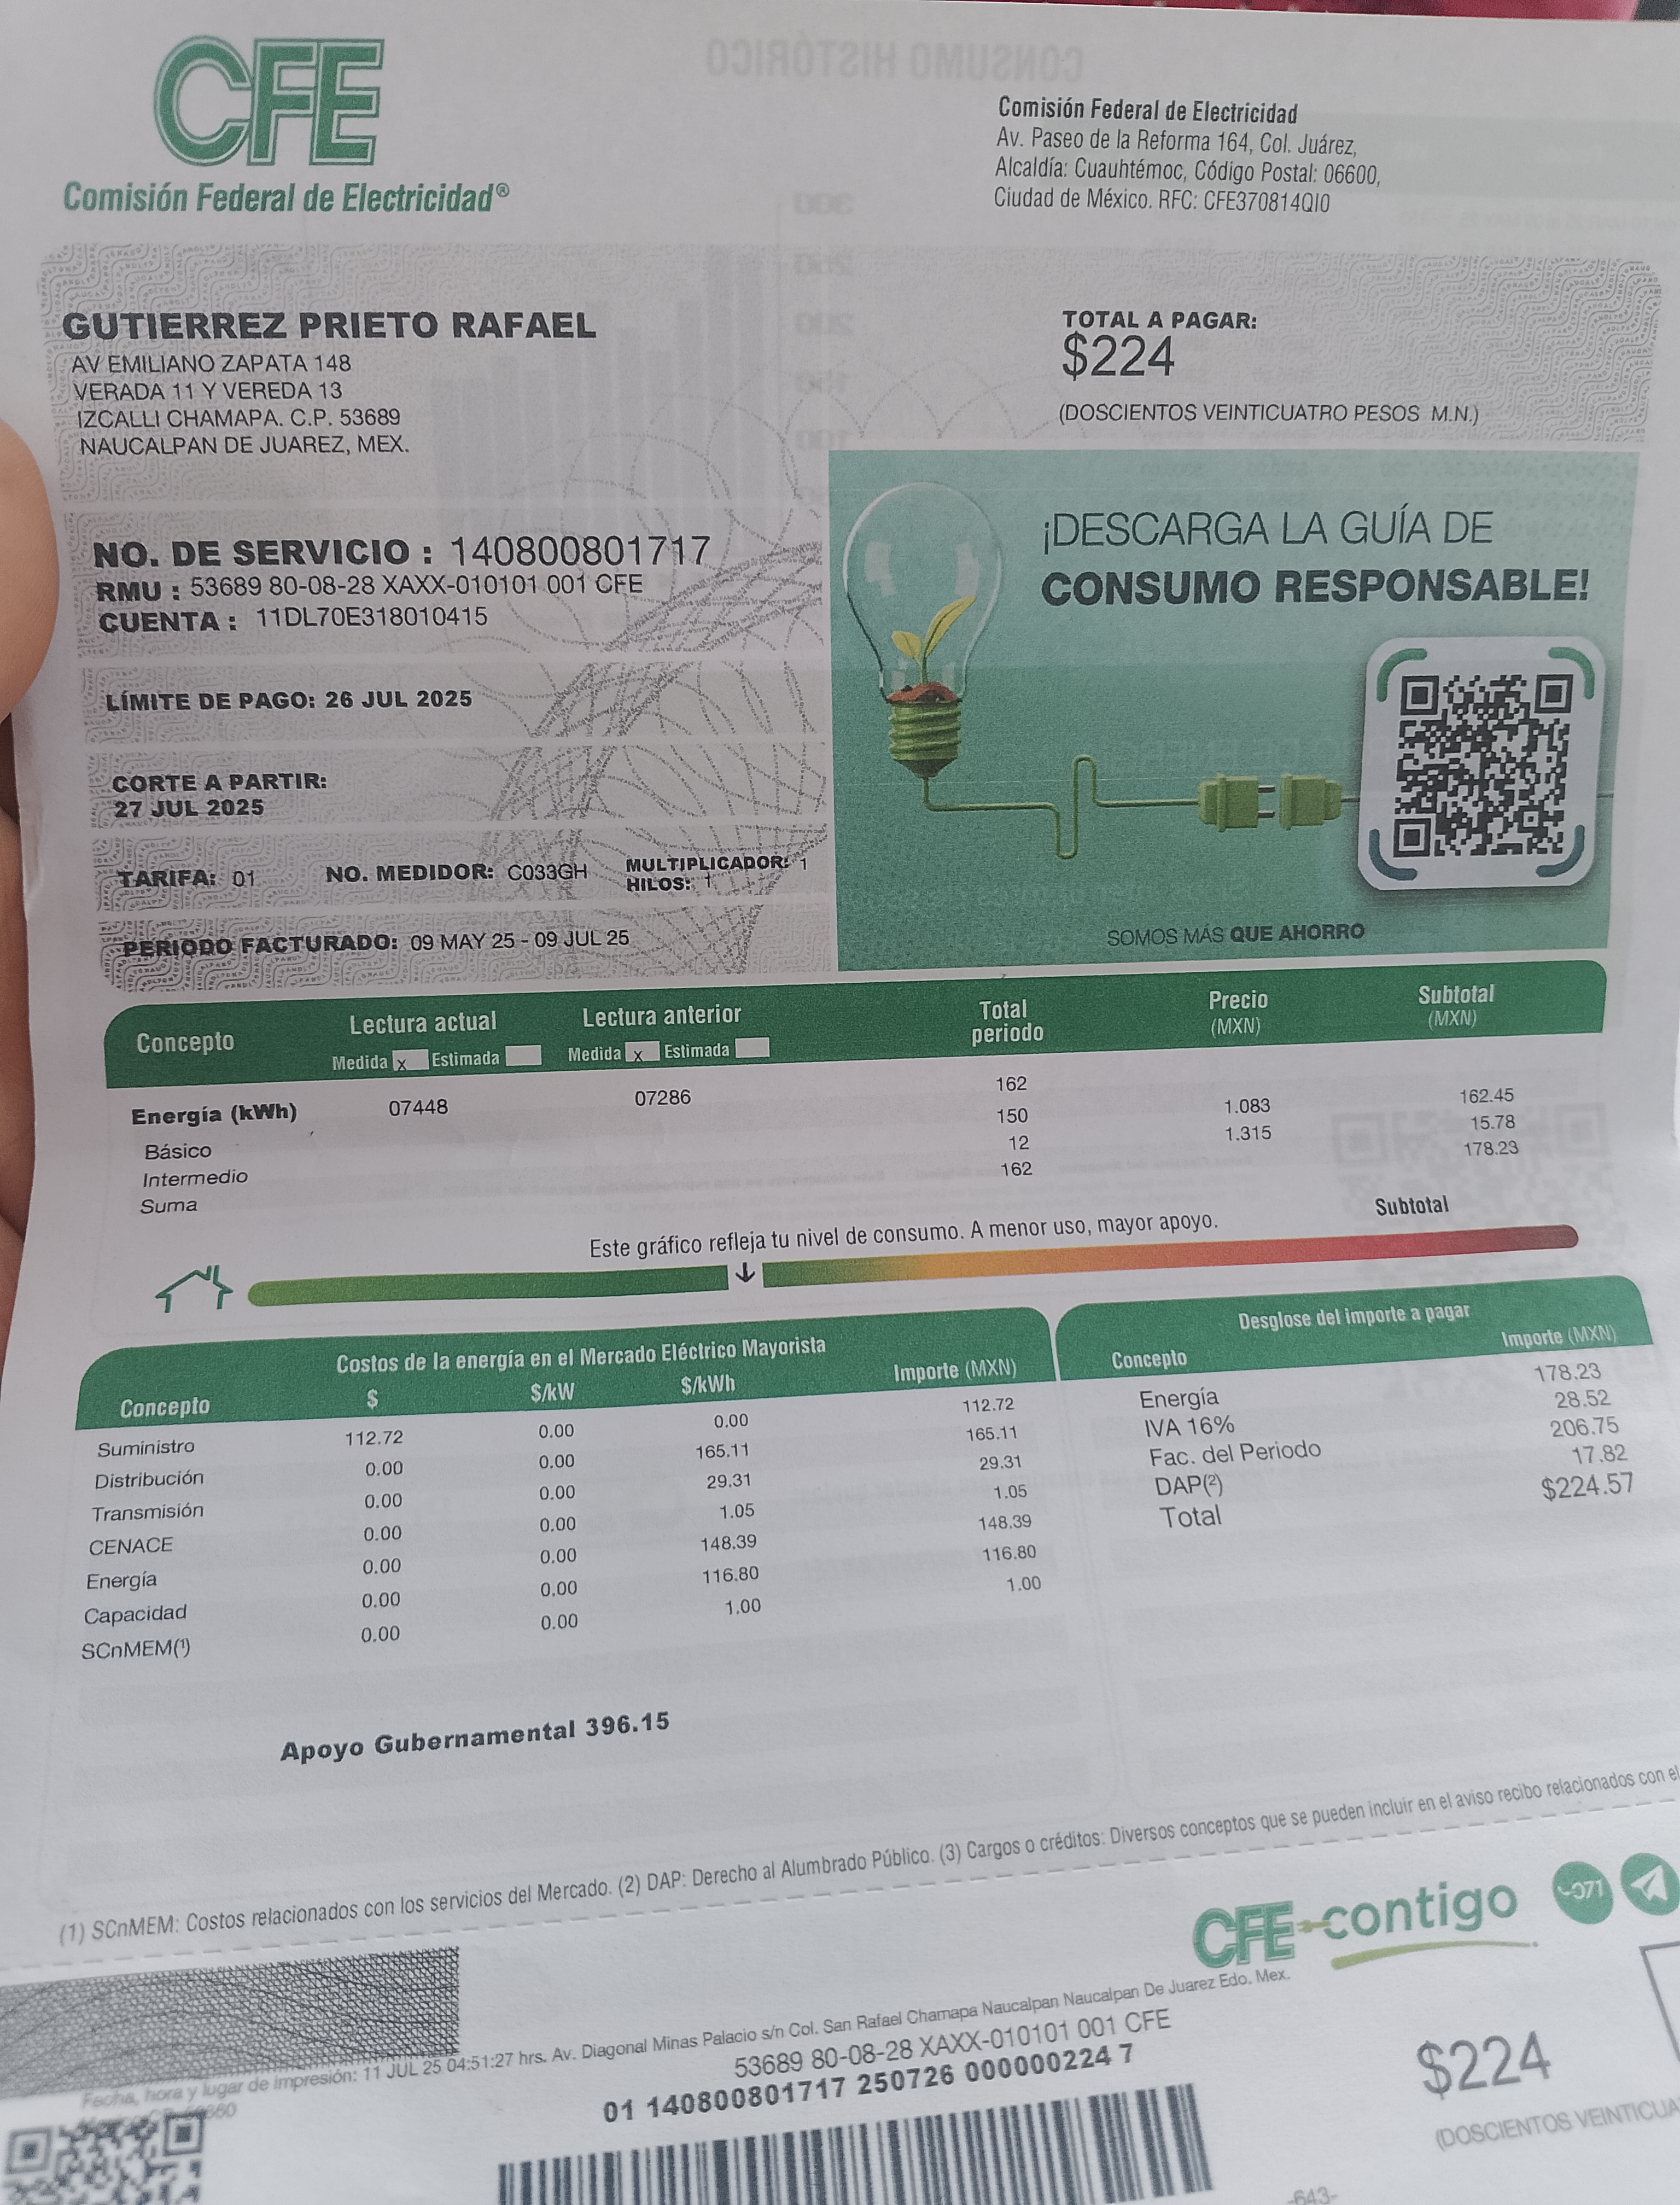 CFE
Comisión Federal de Electricidad®
Comisión Federal de Electricidad
Av. Paseo de la Reforma 164, Col. Juárez,
Alcaldía: Cuauhtémoc, Código Postal: 06600,
Ciudad de México. RFC: CFE370814QI0
GUTIERREZ PRIETO RAFAEL
AV EMILIANO ZAPATA 148
VERADA 11 Y VEREDA 13
IZCALLI CHAMAPA. C.P. 53689
NAUCALPAN DE JUAREZ, MEX.
TOTAL A PAGAR:
$224
(DOSCIENTOS VEINTICUATRO PESOS M.N.)
NO. DE SERVICIO : 140800801717
RMU : 53689 80-08-28 XAXX-010101 001 CFE
CUENTA : 11DL70E318010415
LÍMITE DE PAGO: 26 JUL 2025
CORTE A PARTIR:
27 JUL 2025
TARIFA: 01 NO. MEDIDOR: C033GH MULTIPLICADOR: 1
HILOS: 1
PERIODO FACTURADO: 09 MAY 25 - 09 JUL 25
¡DESCARGA LA GUÍA DE
CONSUMO RESPONSABLE!
SOMOS MÁS QUE AHORRO
Concepto Lectura actual Lectura anterior Total periodo Precio (MXN) Subtotal (MXN)
Medida x Estimada Medida x Estimada
Energía (kWh) 07448 07286 162
Básico 150 1.083 162.45
Intermedio 12 1.315 15.78
Suma 162 178.23
Este gráfico refleja tu nivel de consumo. A menor uso, mayor apoyo.
Subtotal
Costos de la energía en el Mercado Eléctrico Mayorista
Concepto $ $/kW $/kWh Importe (MXN)
Suministro 112.72 0.00 0.00 112.72
Distribución 0.00 0.00 165.11 165.11
Transmisión 0.00 0.00 29.31 29.31
CENACE 0.00 0.00 1.05 1.05
Energía 0.00 0.00 148.39 148.39
Capacidad 0.00 0.00 116.80 116.80
SCnMEM(1) 0.00 0.00 1.00 1.00
Desglose del importe a pagar
Concepto Importe (MXN)
Energía 178.23
IVA 16% 28.52
Fac. del Periodo 206.75
DAP(2) 17.82
Total $224.57
Apoyo Gubernamental 396.15
(1) SCnMEM: Costos relacionados con los servicios del Mercado. (2) DAP: Derecho al Alumbrado Público. (3) Cargos o créditos: Diversos conceptos que se pueden incluir en el aviso recibo relacionados con el
CFE contigo
071
Fecha, hora y lugar de impresión: 11 JUL 25 04:51:27 hrs. Av. Diagonal Minas Palacio s/n Col. San Rafael Chamapa Naucalpan Naucalpan De Juarez Edo. Mex.
53689 80-08-28 XAXX-010101 001 CFE
01 140800801717 250726 000000224 7
$224
(DOSCIENTOS VEINTICUA
-643-